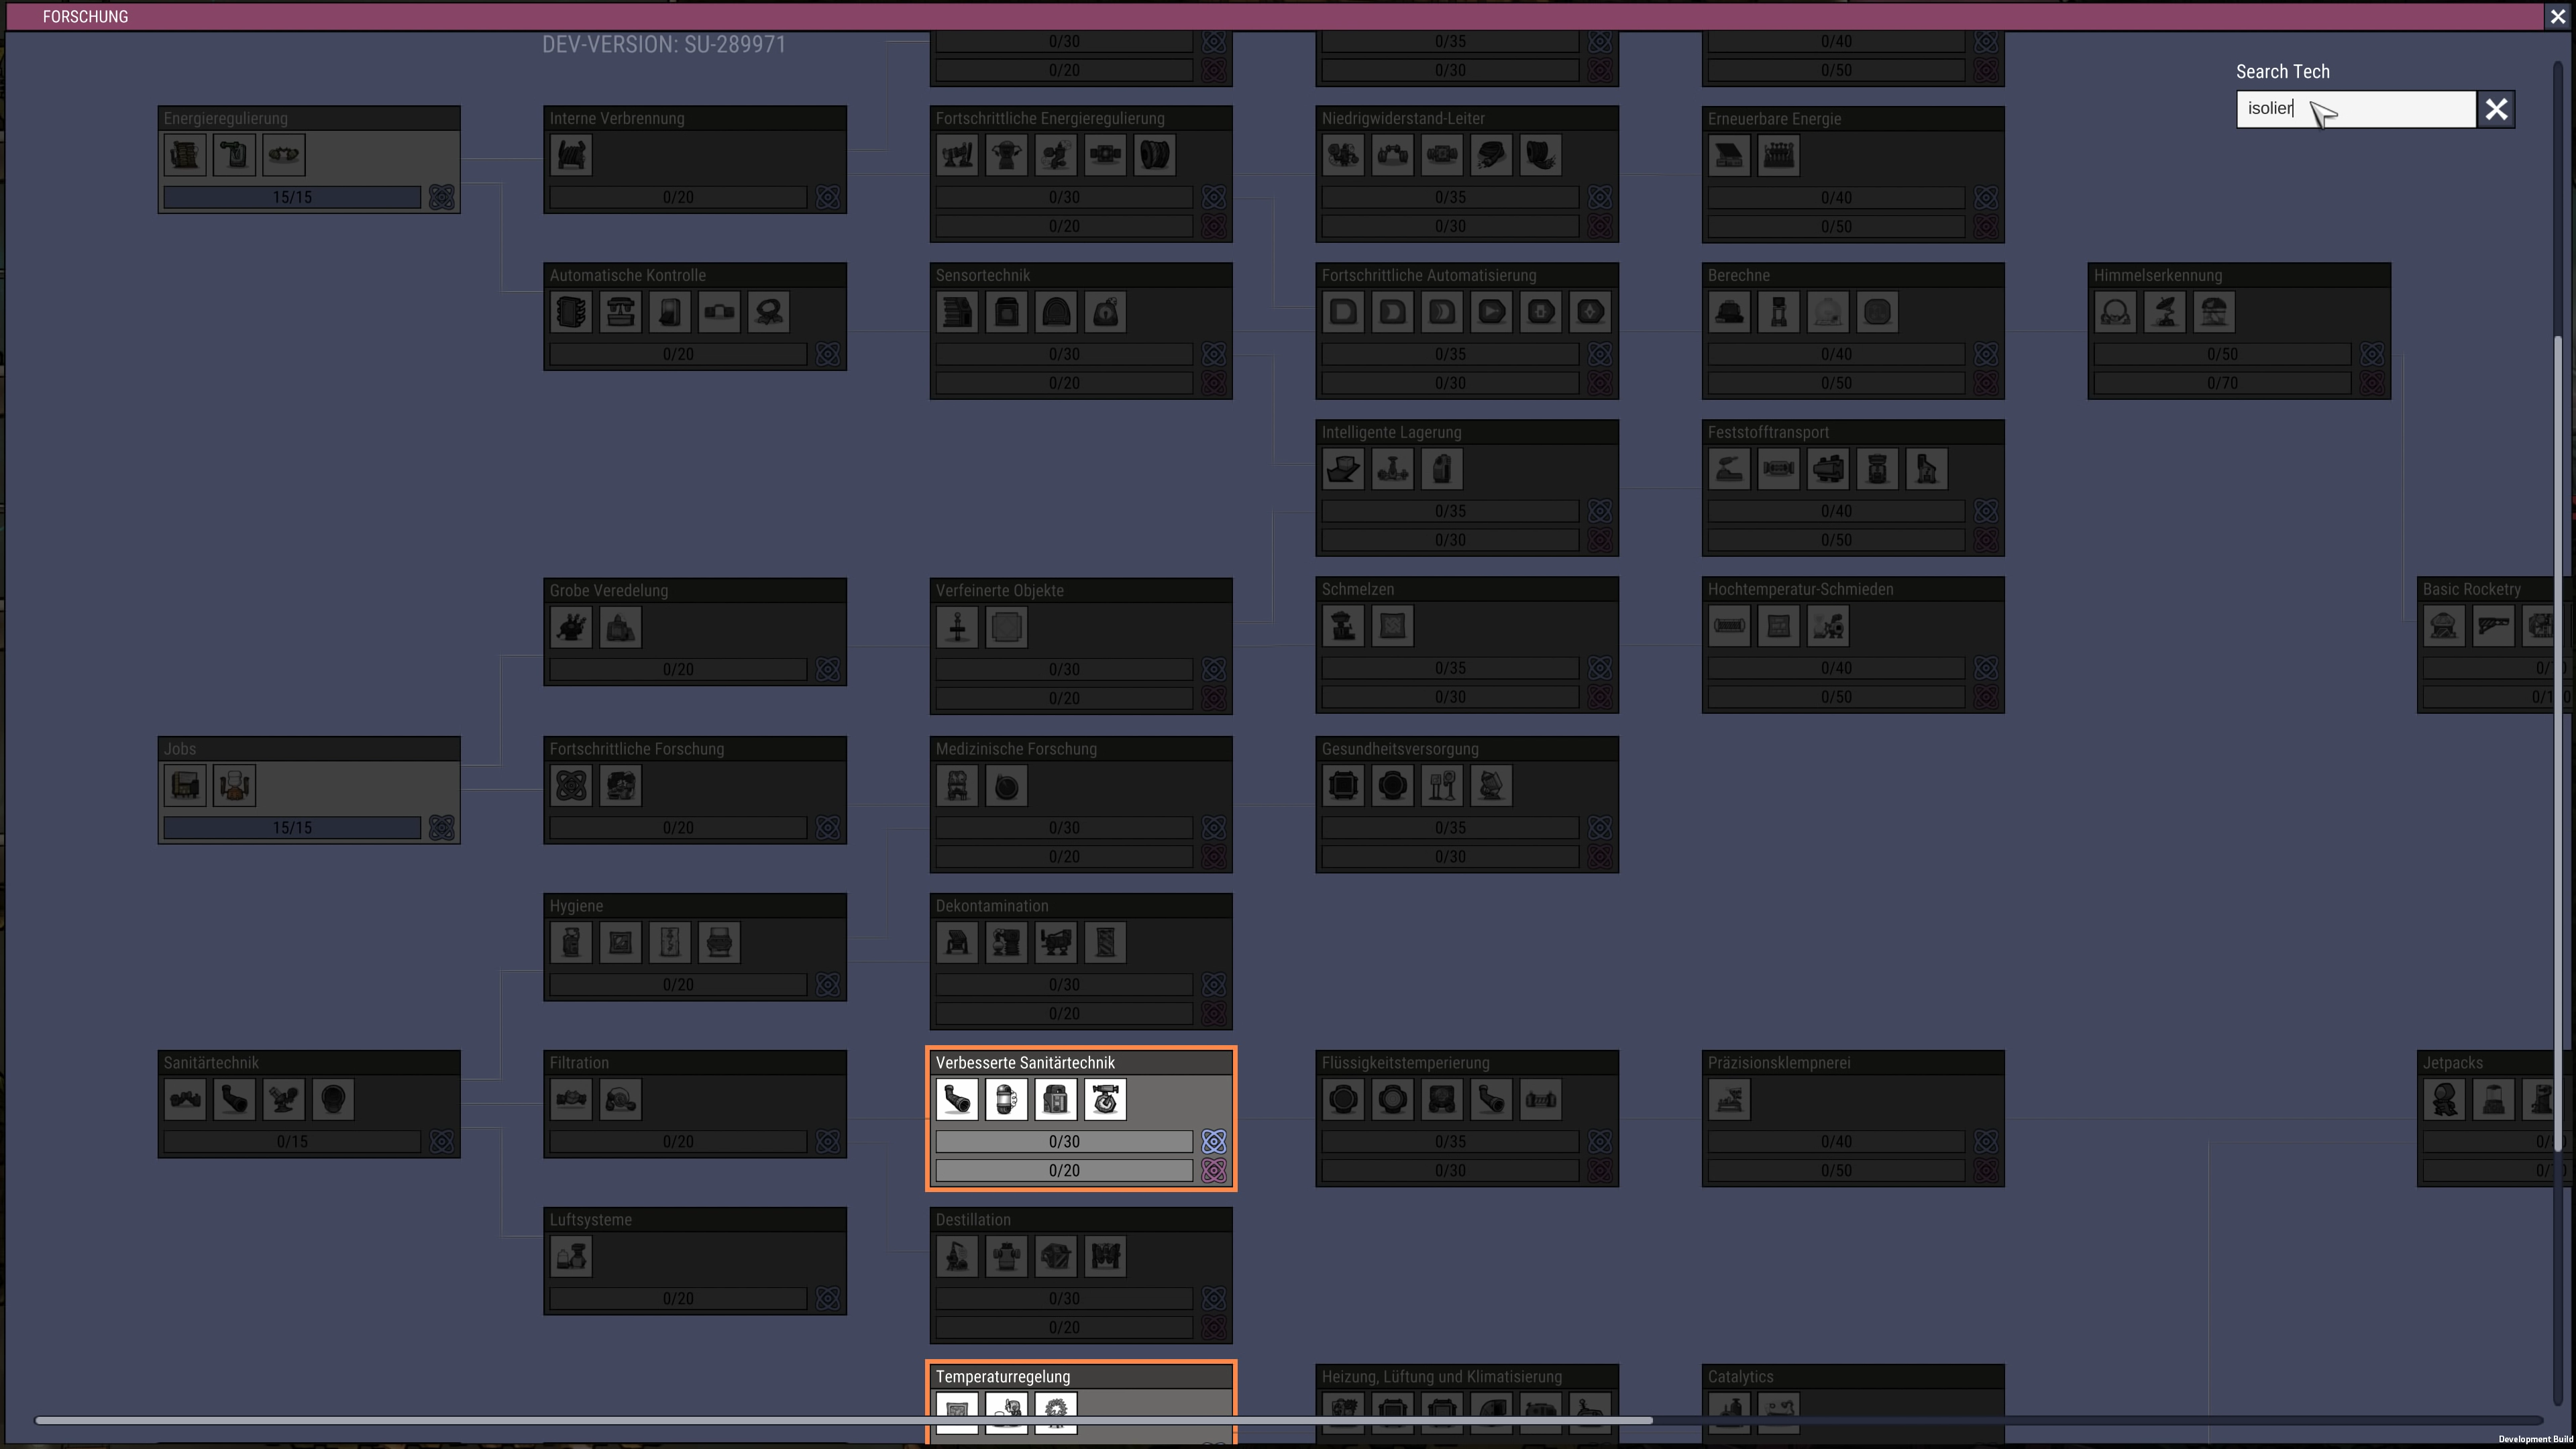 FORSCHUNG
DEV-VERSION: SU-289971
0/30
0/20
0/35
0/30
0/40
0/50
Search Tech
isolier
Energieregulierung
15/15
Interne Verbrennung
0/20
Fortschrittliche Energieregulierung
0/30
0/20
Niedrigwiderstand-Leiter
0/35
0/30
Erneuerbare Energie
0/40
0/50
Automatische Kontrolle
0/20
Sensortechnik
0/30
0/20
Fortschrittliche Automatisierung
0/35
0/30
Berechne
0/40
0/50
Himmelserkennung
0/50
0/70
Intelligente Lagerung
0/35
0/30
Feststofftransport
0/40
0/50
Grobe Veredelung
0/20
Verfeinerte Objekte
0/30
0/20
Schmelzen
0/35
0/30
Hochtemperatur-Schmieden
0/40
0/50
Basic Rocketry
Jobs
15/15
Fortschrittliche Forschung
0/20
Medizinische Forschung
0/30
0/20
Gesundheitsversorgung
0/35
0/30
Hygiene
0/20
Dekontamination
0/30
0/20
Sanitärtechnik
0/15
Filtration
0/20
Verbesserte Sanitärtechnik
0/30
0/20
Flüssigkeitstemperierung
0/35
0/30
Präzisionsklempnerei
0/40
0/50
Jetpacks
Luftsysteme
0/20
Destillation
0/30
0/20
Temperaturregelung
Heizung, Lüftung und Klimatisierung
Catalytics
Development Build